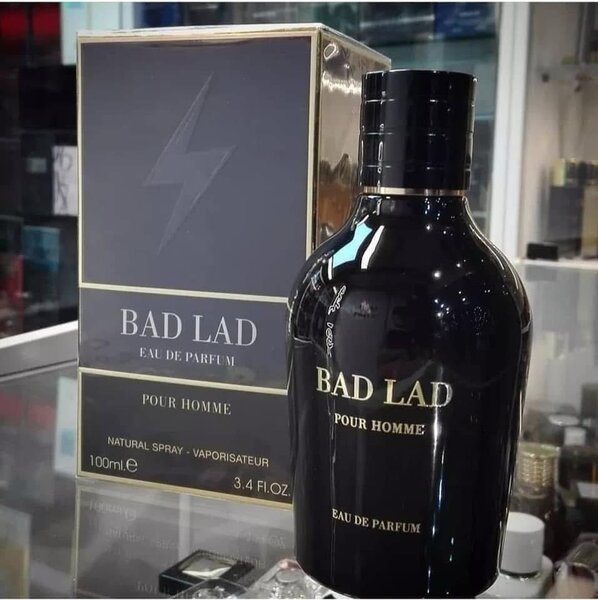 BAD LAD
EAU DE PARFUM
POUR HOMME
NATURAL SPRAY - VAPORISATEUR
100ml.e
3.4 Fl.OZ.
BAD LAD
POUR HOMME
EAU DE PARFUM